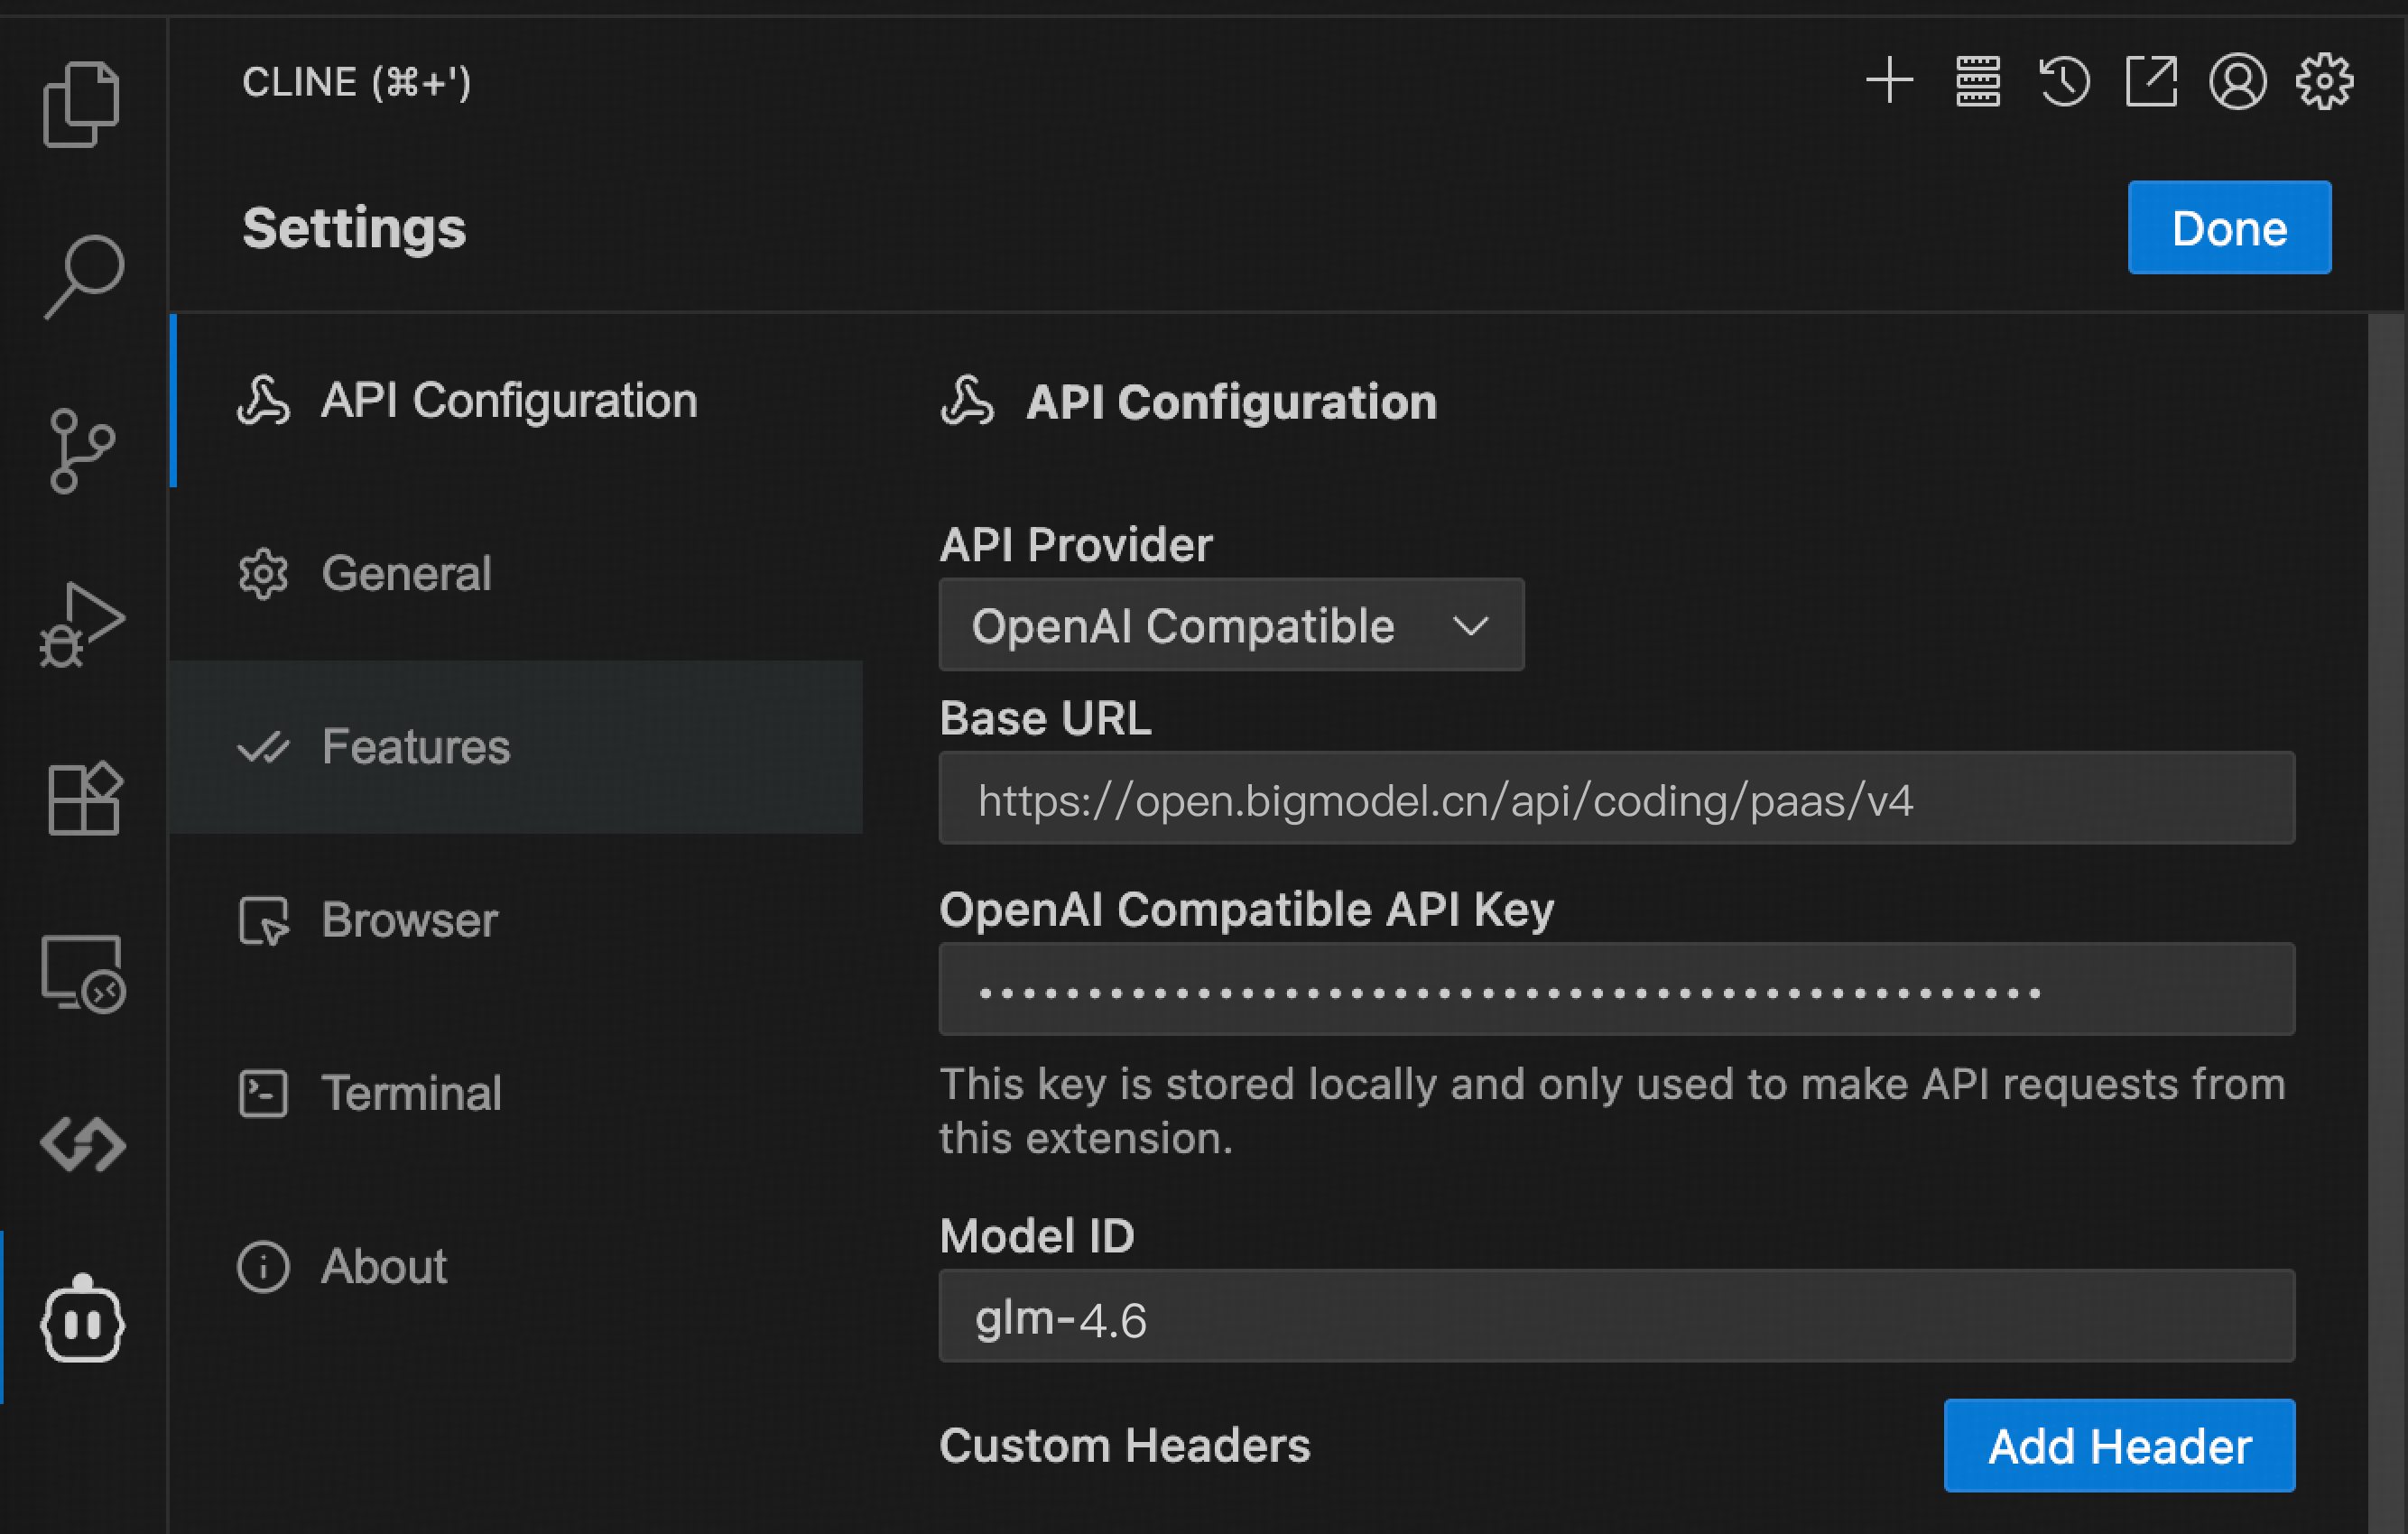 CLINE (⌘+')
Settings
Done
API Configuration
General
Features
Browser
Terminal
About
API Configuration
API Provider
OpenAI Compatible
Base URL
https://open.bigmodel.cn/api/coding/paas/v4
OpenAI Compatible API Key
•••••••••••••••••••••••••••••••••••••••••••••••••
This key is stored locally and only used to make API requests from
this extension.
Model ID
glm-4.6
Custom Headers
Add Header